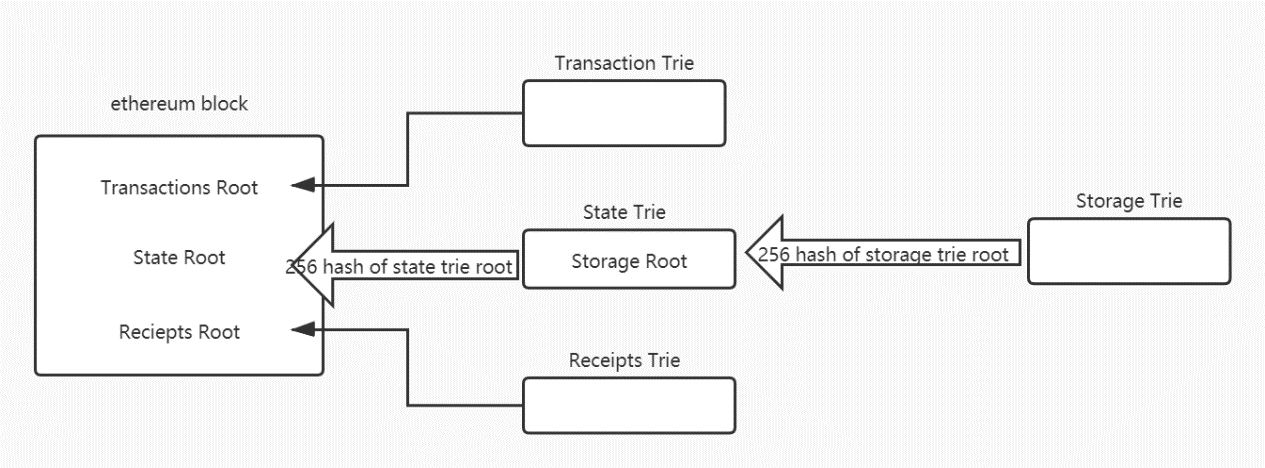 Transaction Trie
ethereum block
Transactions Root
Storage Trie
State Trie
State Root
256 hash of state trie root
Storage Root
256 hash of storage trie root
Reciepts Root
Receipts Trie